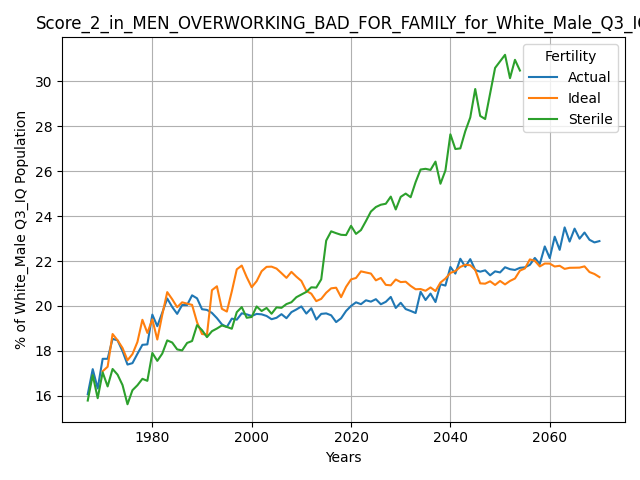 Score_2_in_MEN_OVERWORKING_BAD_FOR_FAMILY_for_White_Male_Q3_IQ
Fertility
Actual
Ideal
Sterile
% of White_Male Q3_IQ Population
30
28
26
24
22
20
18
16
1980 2000 2020 2040 2060
Years